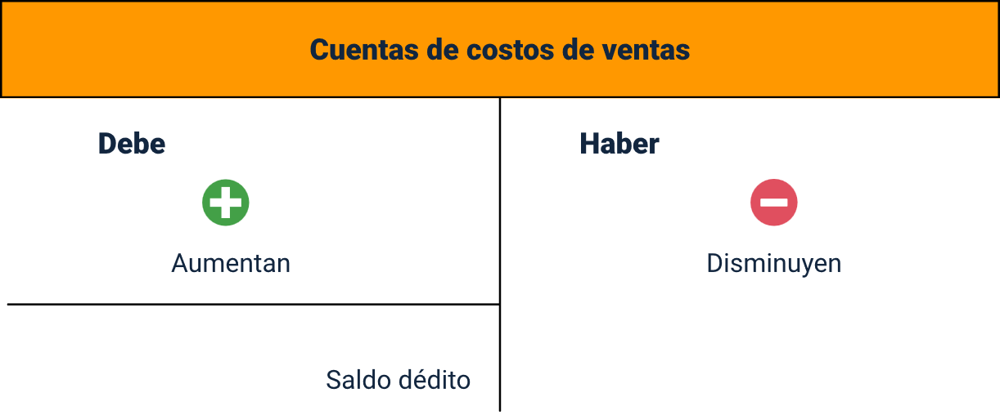 Cuentas de costos de ventas
Debe
Haber
Aumentan
Disminuyen
Saldo dédito